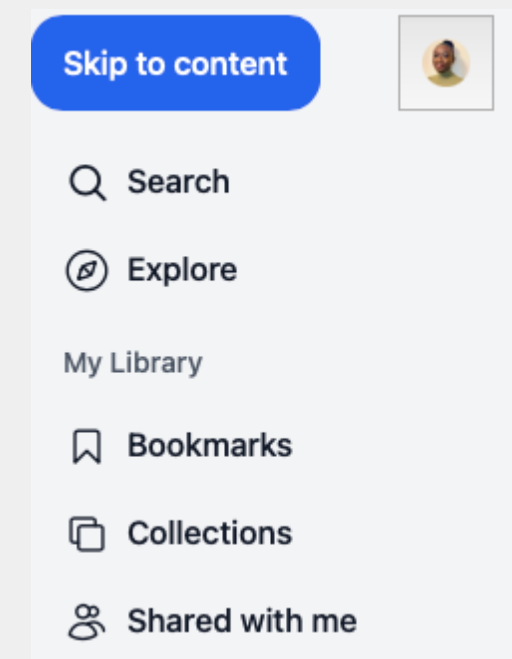 Skip to content
Search
Explore
My Library
Bookmarks
Collections
Shared with me